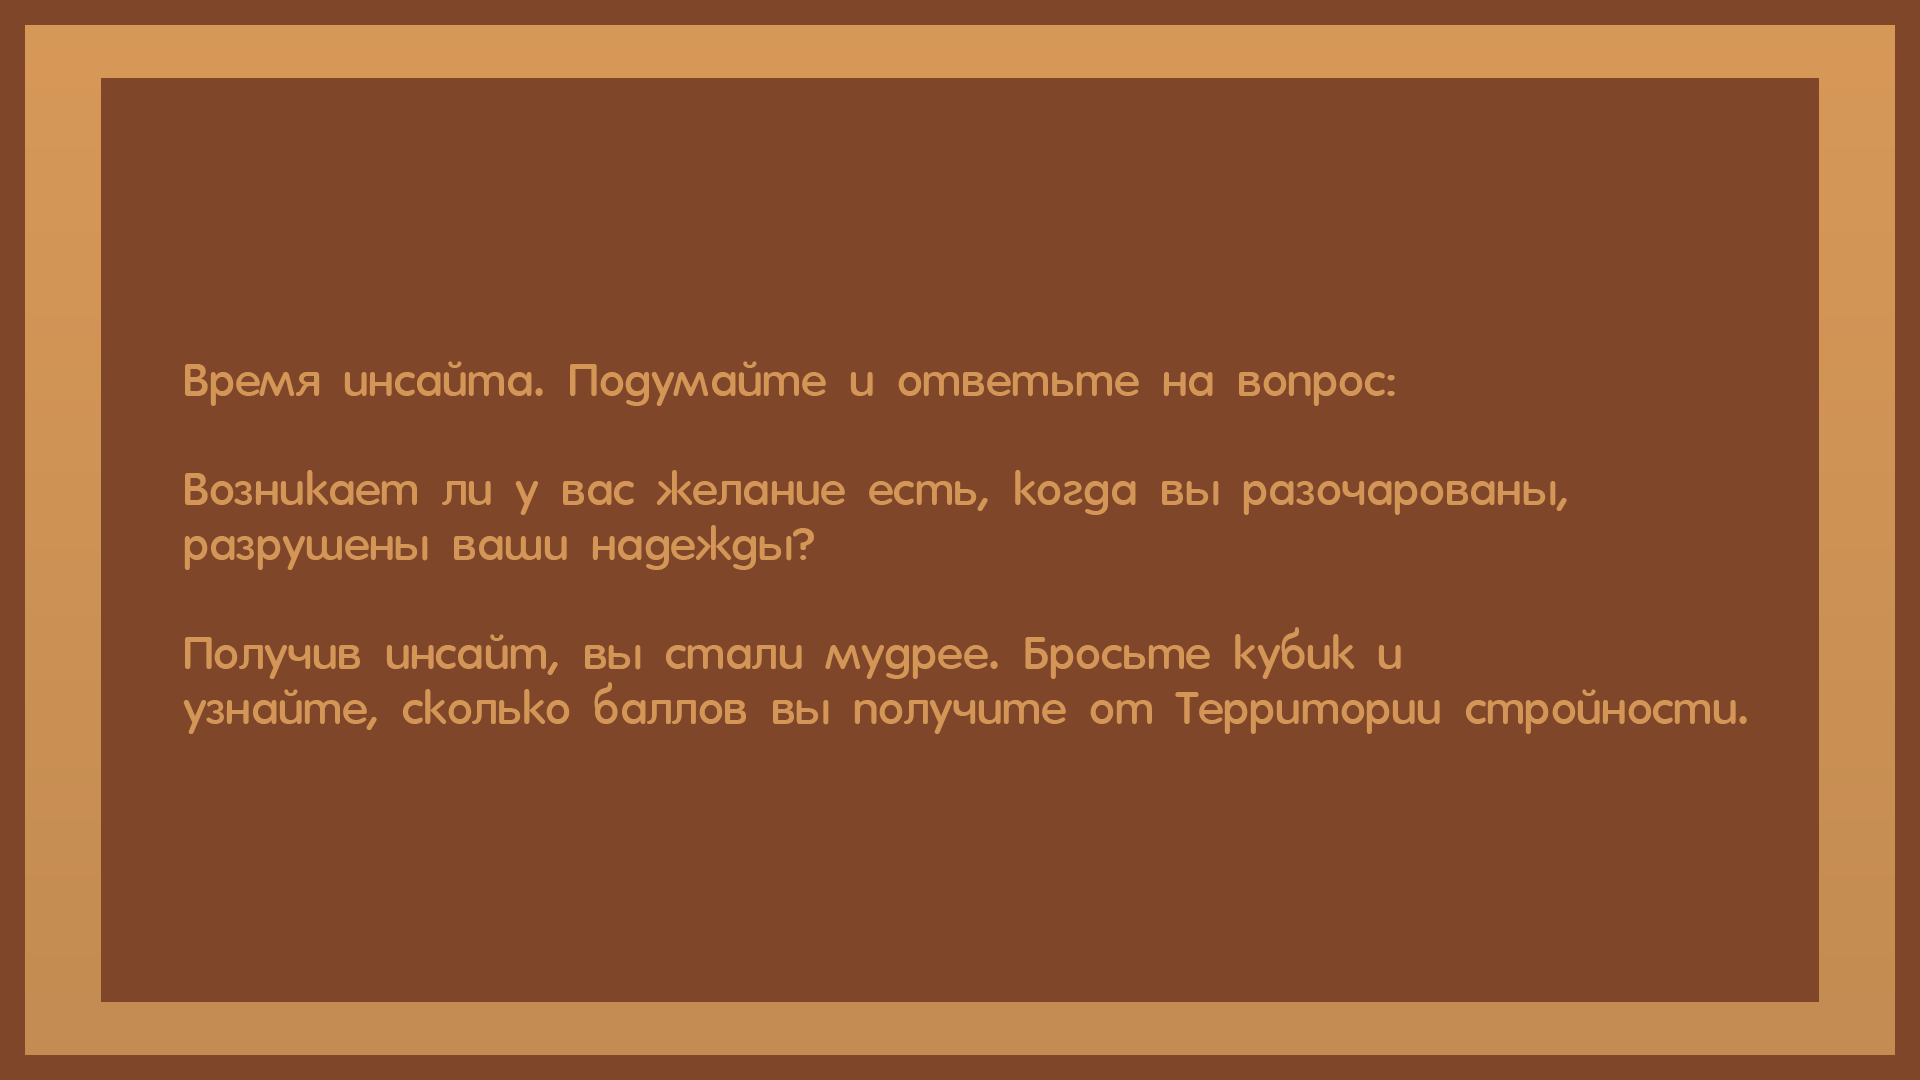 Время инсайта. Подумайте и ответьте на вопрос:
Возникает ли у вас желание есть, когда вы разочарованы,
разрушены ваши надежды?
Получив инсайт, вы стали мудрее. Бросьте кубик и
узнайте, сколько баллов вы получите от Территории стройности.